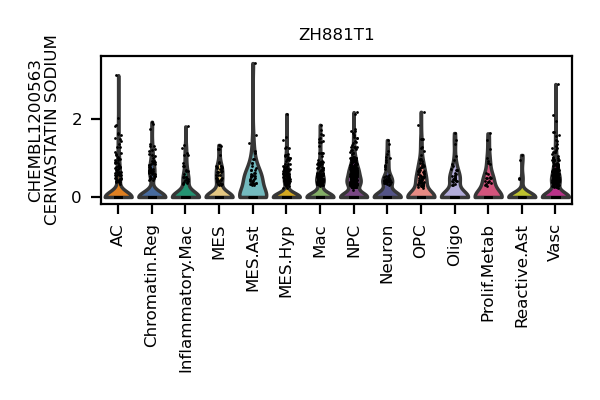 ZH881T1
CHEMBL1200563
CERIVASTATIN SODIUM
2
0
AC
Chromatin.Reg
Inflammatory.Mac
MES
MES.Ast
MES.Hyp
Mac
NPC
Neuron
OPC
Oligo
Prolif.Metab
Reactive.Ast
Vasc